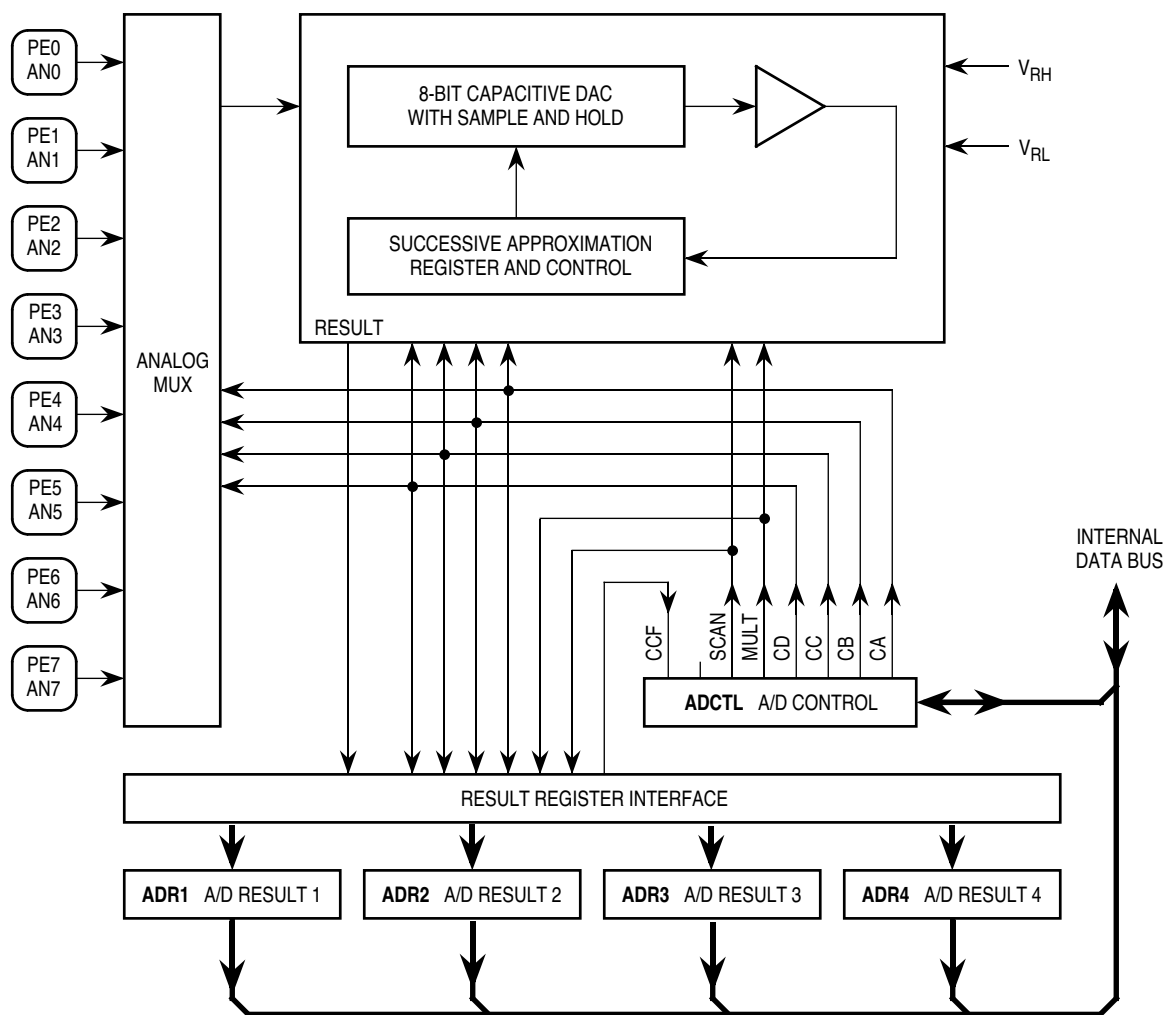 PE0
AN0
PE1
AN1
PE2
AN2
PE3
AN3
PE4
AN4
PE5
AN5
PE6
AN6
PE7
AN7
ANALOG
MUX
8-BIT CAPACITIVE DAC
WITH SAMPLE AND HOLD
SUCCESSIVE APPROXIMATION
REGISTER AND CONTROL
RESULT
VRH
VRL
INTERNAL
DATA BUS
CCF
SCAN
MULT
CD
CC
CB
CA
ADCTL A/D CONTROL
RESULT REGISTER INTERFACE
ADR1 A/D RESULT 1
ADR2 A/D RESULT 2
ADR3 A/D RESULT 3
ADR4 A/D RESULT 4